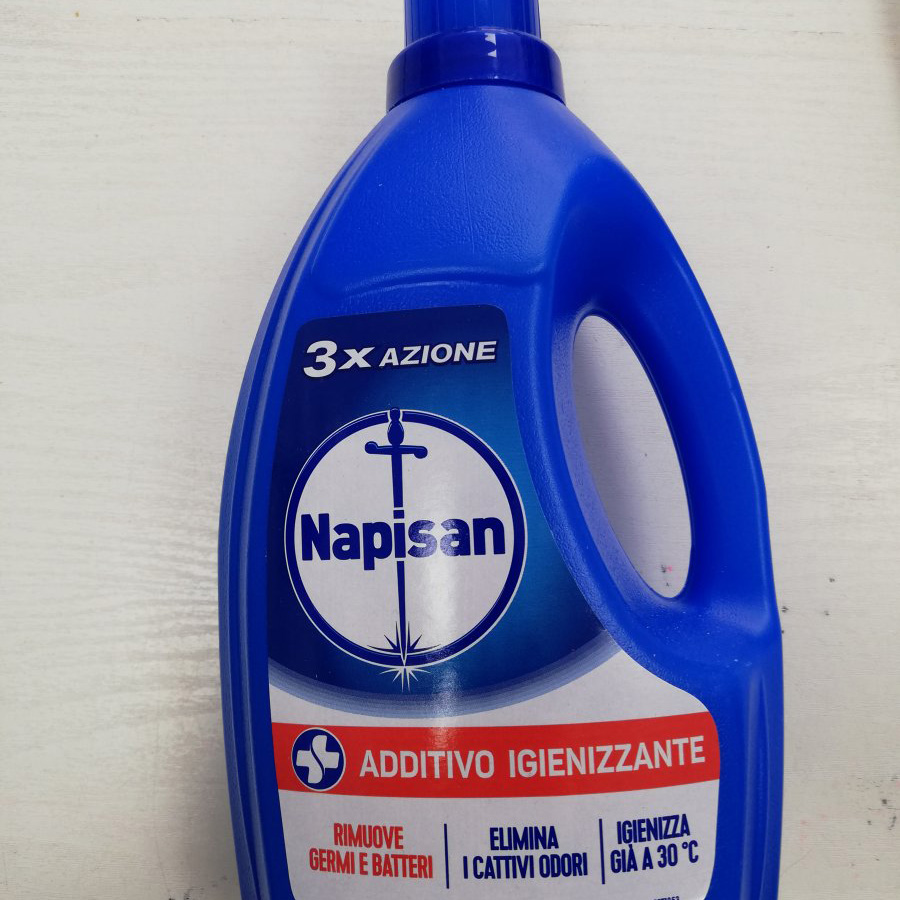 3X AZIONE
Napisan
ADDITIVO IGIENIZZANTE
RIMUOVE
GERMI E BATTERI
ELIMINA
I CATTIVI ODORI
IGIENIZZA
GIÀ A 30 °C